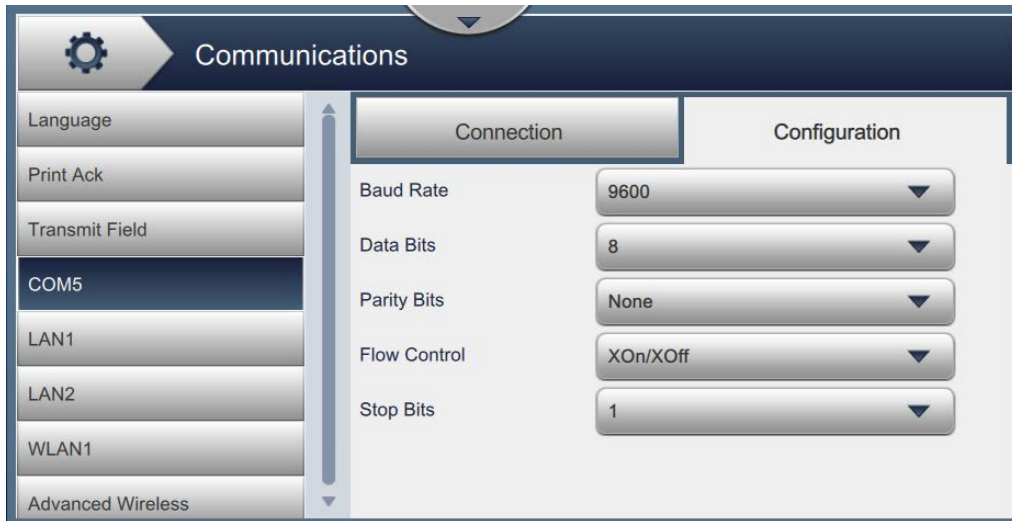 Communications
Language
Print Ack
Transmit Field
COM5
LAN1
LAN2
WLAN1
Advanced Wireless
Connection
Configuration
Baud Rate 9600
Data Bits 8
Parity Bits None
Flow Control XOn/XOff
Stop Bits 1